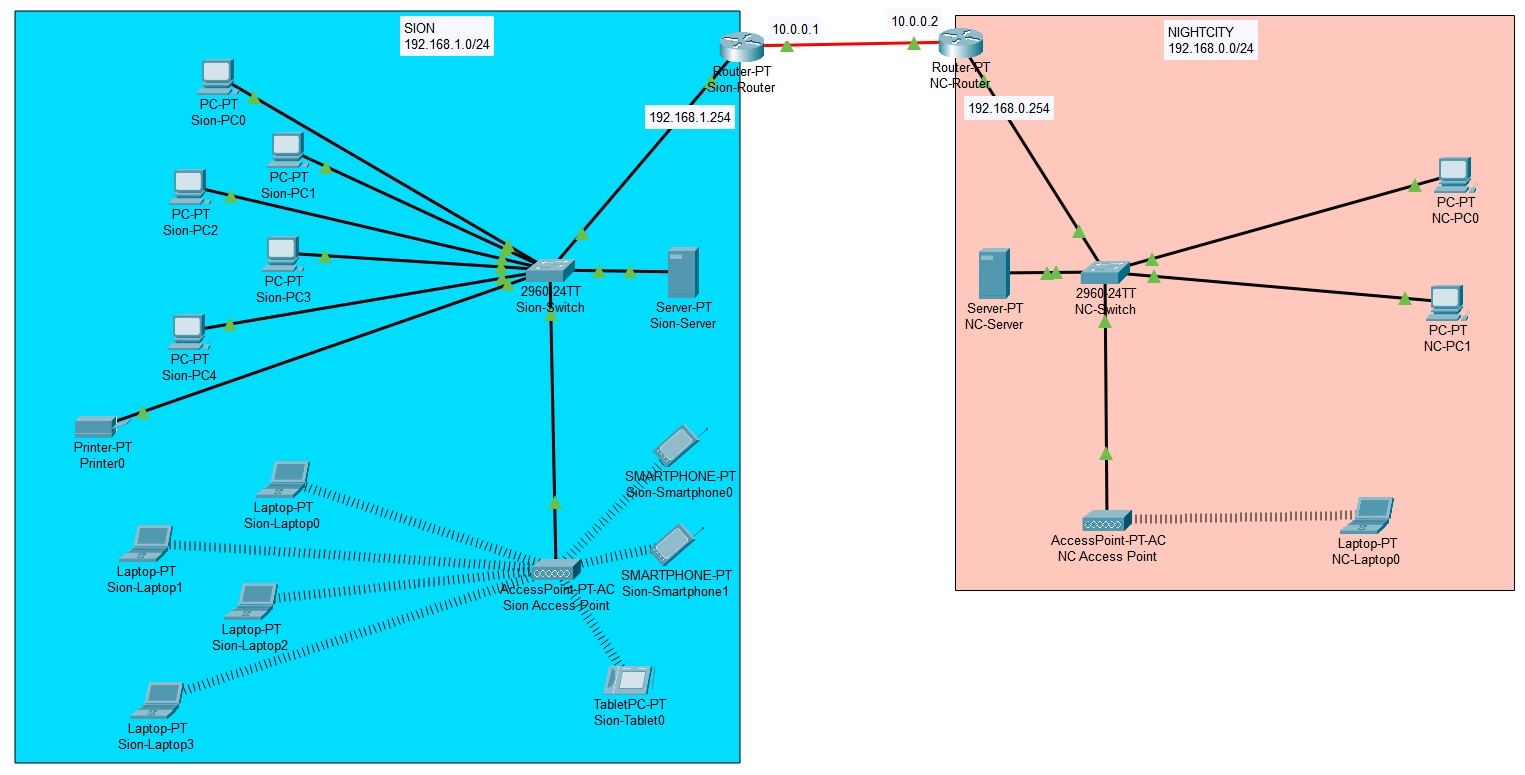 SION
192.168.1.0/24
10.0.0.1
10.0.0.2
NIGHTCITY
192.168.0.0/24
Router-PT
Sion-Router
Router-PT
NC-Router
192.168.1.254
192.168.0.254
PC-PT
Sion-PC0
PC-PT
Sion-PC1
PC-PT
Sion-PC2
PC-PT
Sion-PC3
PC-PT
Sion-PC4
2960-24TT
Sion-Switch
Server-PT
Sion-Server
Server-PT
NC-Server
2960-24TT
NC-Switch
PC-PT
NC-PC0
PC-PT
NC-PC1
Printer-PT
Printer0
Laptop-PT
Sion-Laptop0
Laptop-PT
Sion-Laptop1
Laptop-PT
Sion-Laptop2
Laptop-PT
Sion-Laptop3
SMARTPHONE-PT
Sion-Smartphone0
SMARTPHONE-PT
Sion-Smartphone1
AccessPoint-PT-AC
Sion Access Point
TabletPC-PT
Sion-Tablet0
AccessPoint-PT-AC
NC Access Point
Laptop-PT
NC-Laptop0